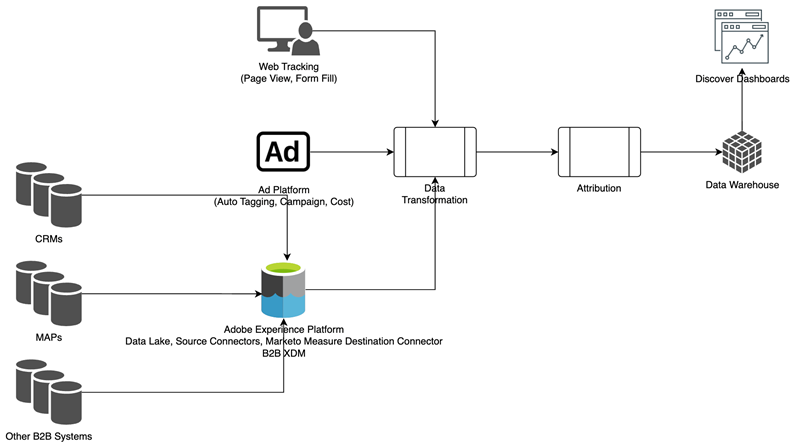 Web Tracking
(Page View, Form Fill)
Discover Dashboards
Ad
Ad Platform
(Auto Tagging, Campaign, Cost)
Data
Transformation
Attribution
Data Warehouse
CRMs
MAPs
Adobe Experience Platform
Data Lake, Source Connectors, Marketo Measure Destination Connector
B2B XDM
Other B2B Systems